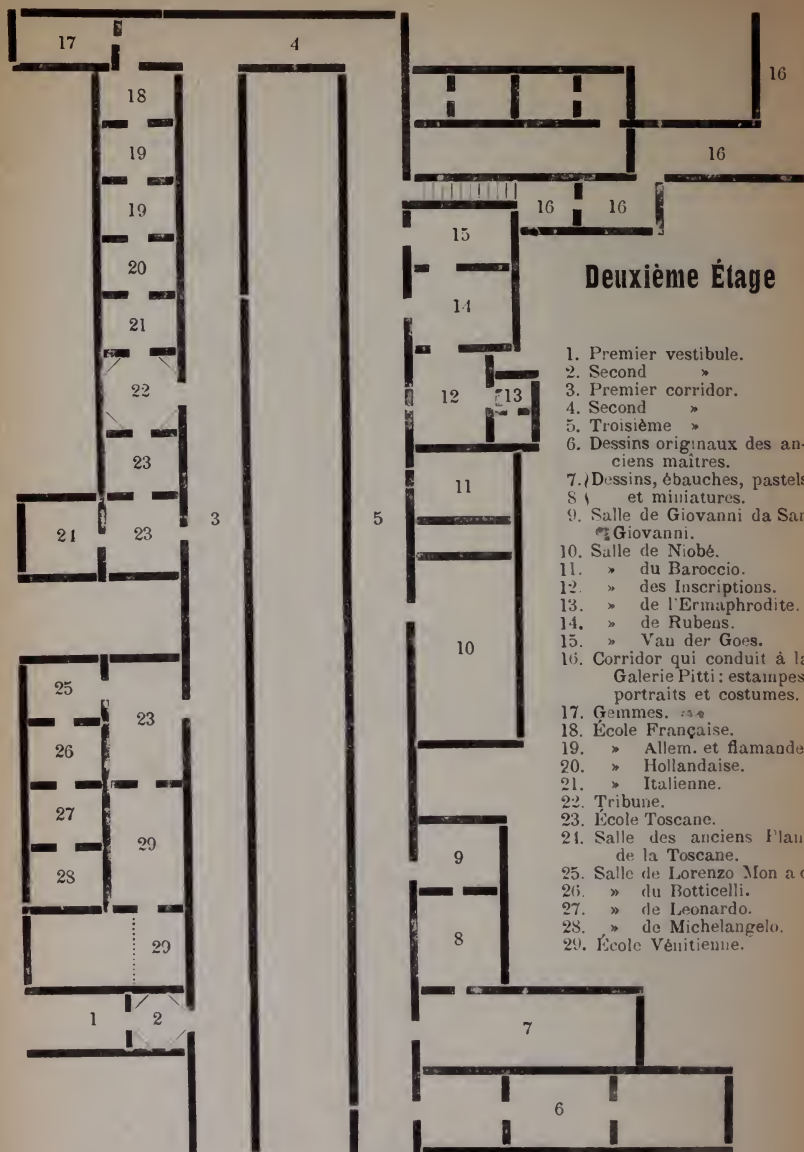 17
4
16
18
19
16
19
16
16
15
20
Deuxième Étage
14
21
1. Premier vestibule.
2. Second »
22
12
13
3. Premier corridor.
4. Second »
5. Troisième »
23
6. Dessins originaux des an-
ciens maîtres.
11
7. Dessins, ébauches, pastels
8 et miniatures.
24
23
3
5
9. Salle de Giovanni da San
Giovanni.
10. Salle de Niobé.
11. » du Baroccio.
12. » des Inscriptions.
13. » de l'Ermaphrodite.
14. » de Rubens.
10
15. » Van der Goes.
16. Corridor qui conduit à la
Galerie Pitti: estampes
portraits et costumes.
25
23
17. Gemmes.
18. École Française.
26
19. » Allem. et flamande
20. » Hollandaise.
21. » Italienne.
27
22. Tribune.
23. École Toscane.
29
9
24. Salle des anciens
de la Toscane.
28
25. Salle de Lorenzo
26. » du Botticelli.
27. » de Leonardo.
8
28. » de Michelangelo.
29
29. École Vénitienne.
1
2
7
6